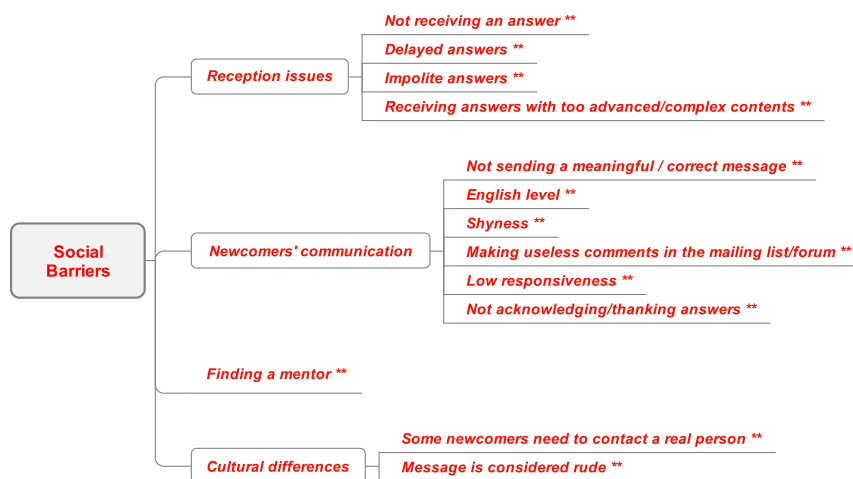 Social
Barriers
Reception issues
Not receiving an answer **
Delayed answers **
Impolite answers **
Receiving answers with too advanced/complex contents **
Newcomers' communication
Not sending a meaningful / correct message **
English level **
Shyness **
Making useless comments in the mailing list/forum **
Low responsiveness **
Not acknowledging/thanking answers **
Finding a mentor **
Cultural differences
Some newcomers need to contact a real person **
Message is considered rude **